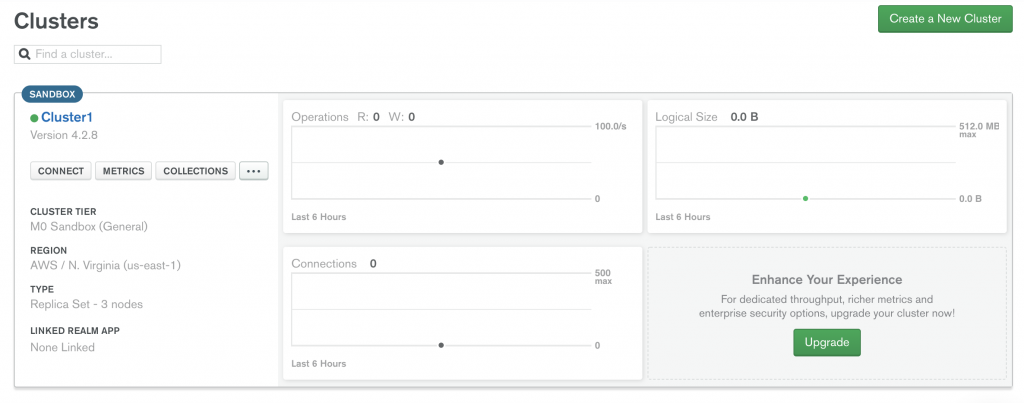 Clusters
Create a New Cluster
Find a cluster...
SANDBOX
Cluster1
Version 4.2.8
CONNECT
METRICS
COLLECTIONS
...
CLUSTER TIER
M0 Sandbox (General)
REGION
AWS / N. Virginia (us-east-1)
TYPE
Replica Set - 3 nodes
LINKED REALM APP
None Linked
Operations R: 0 W: 0
100.0/s
0
Last 6 Hours
Logical Size 0.0 B
512.0 MB
max
0.0 B
Last 6 Hours
Connections 0
500
max
0
Last 6 Hours
Enhance Your Experience
For dedicated throughput, richer metrics and
enterprise security options, upgrade your cluster now!
Upgrade